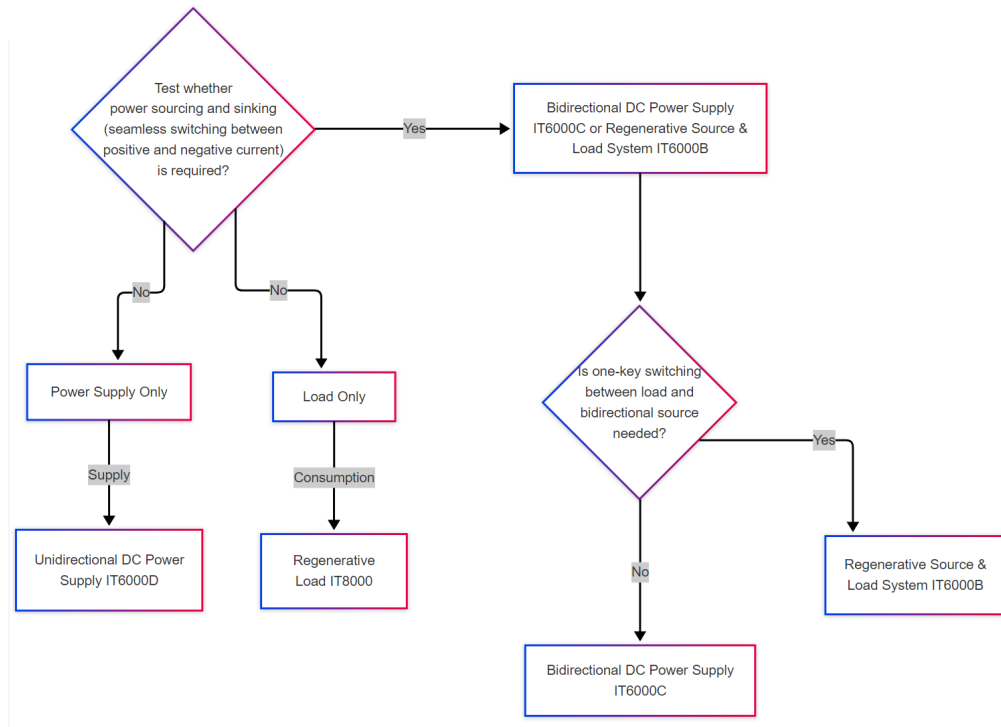 Test whether
power sourcing and sinking
(seamless switching between
positive and negative current)
is required?
Yes
Bidirectional DC Power Supply
IT6000C or Regenerative Source &
Load System IT6000B
No
No
Power Supply Only
Load Only
Is one-key switching
between load and
bidirectional source
needed?
Yes
Supply
Consumption
Unidirectional DC Power
Supply IT6000D
Regenerative
Load IT8000
No
Regenerative Source &
Load System IT6000B
Bidirectional DC Power Supply
IT6000C